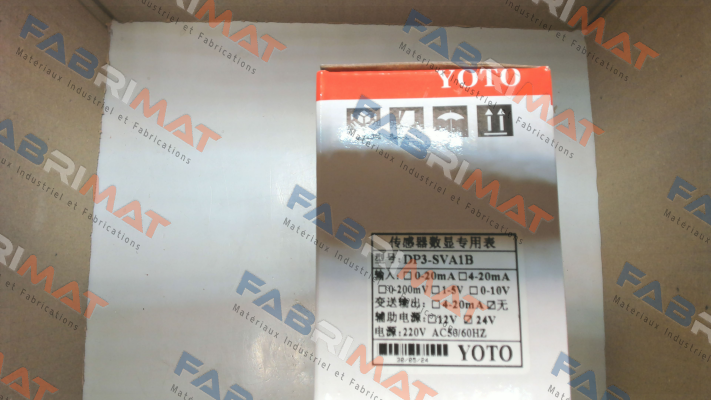 YOTO
传感器数显专用表
型号: DP3-SVA1B
输入: □0-20mA □4-20mA
□0-200mV □1-5V □0-10V
变送输出: □4-20mA ☑无
辅助电源: ☑12V ☑24V
电源: 220V AC50/60HZ
YOTO
FABRIMAT
Materiaux Industriel et Fabrications